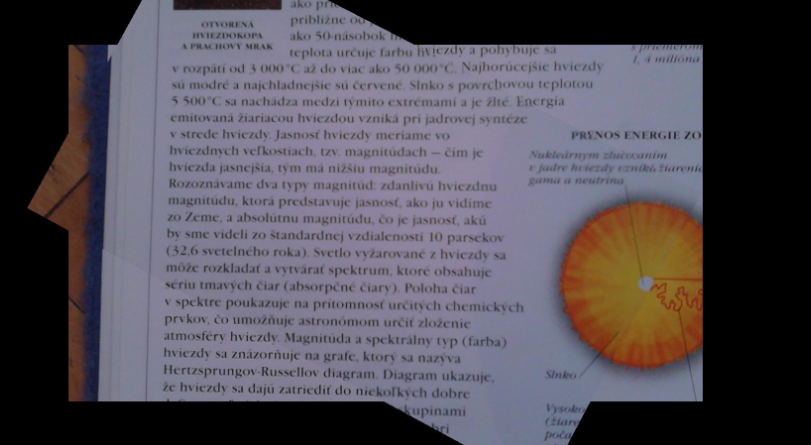 OTVORENÁ
HVIEZDOKOPA
A PRACHOVÝ MRAK
približne
ako 50-násobok
teplota určuje farbu hviezdy a pohybuje sa
v rozpätí od 3 000 °C až do viac ako 50 000 °C. Najhorúcejšie hviezdy
sú modré a najchladnejšie sú červené. Slnko s povrchovou teplotou
5 500 °C sa nachádza medzi týmito extrémami a je žlté. Energia
emitovaná žiariacou hviezdou vzniká pri jadrovej syntéze
v strede hviezdy. Jasnosť hviezdy meriame vo
hviezdnych veľkostiach, tzv. magnitúdach – čím je
hviezda jasnejšia, tým má nižšiu magnitúdu.
Rozoznávame dva typy magnitúd: zdanlivú hviezdnu
magnitúdu, ktorá predstavuje jasnosť, ako ju vidíme
zo Zeme, a absolútnu magnitúdu, čo je jasnosť, akú
by sme videli zo štandardnej vzdialenosti 10 parsekov
(32,6 svetelného roka). Svetlo vyžarované z hviezdy sa
môže rozkladať a vytvárať spektrum, ktoré obsahuje
sériu tmavých čiar (absorpčné čiary). Poloha čiar
v spektre poukazuje na prítomnosť určitých chemických
prvkov, čo umožňuje astronómom určiť zloženie
atmosféry hviezdy. Magnitúda a spektrálny typ (farba)
hviezdy sa znázorňuje na grafe, ktorý sa nazýva
Hertzsprungov-Russellov diagram. Diagram ukazuje,
že hviezdy sa dajú zatriediť do niekoľkých dobre
skupinami
s priemerom
1, 4 milióna
PRENOS ENERGIE ZO
Nukleárnym zlučovaním
v jadre hviezdy vzniká žiarenie
gama a neutrína
Slnko
Vysoko
(žiare
poča